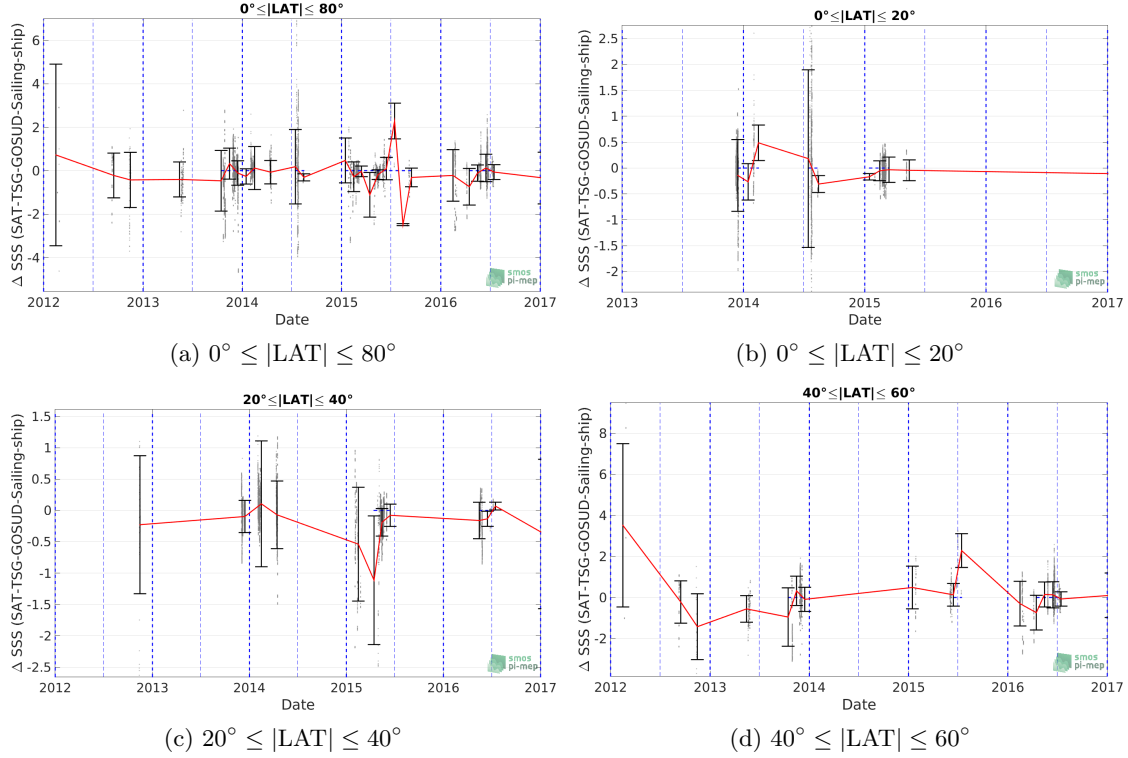 0°≤|LAT|≤ 80°
Δ SSS (SAT-TSG-GOSUD-Sailing-ship)
6
4
2
0
-2
-4
2012 2013 2014 2015 2016 2017
Date
smos
pi-mep
(a) 0° ≤ |LAT| ≤ 80°
0°≤|LAT|≤ 20°
Δ SSS (SAT-TSG-GOSUD-Sailing-ship)
2.5
2
1.5
1
0.5
0
-0.5
-1
-1.5
-2
2013 2014 2015 2016 2017
Date
smos
pi-mep
(b) 0° ≤ |LAT| ≤ 20°
20°≤|LAT|≤ 40°
Δ SSS (SAT-TSG-GOSUD-Sailing-ship)
1.5
1
0.5
0
-0.5
-1
-1.5
-2
-2.5
2012 2013 2014 2015 2016 2017
Date
smos
pi-mep
(c) 20° ≤ |LAT| ≤ 40°
40°≤|LAT|≤ 60°
Δ SSS (SAT-TSG-GOSUD-Sailing-ship)
8
6
4
2
0
-2
2012 2013 2014 2015 2016 2017
Date
smos
pi-mep
(d) 40° ≤ |LAT| ≤ 60°